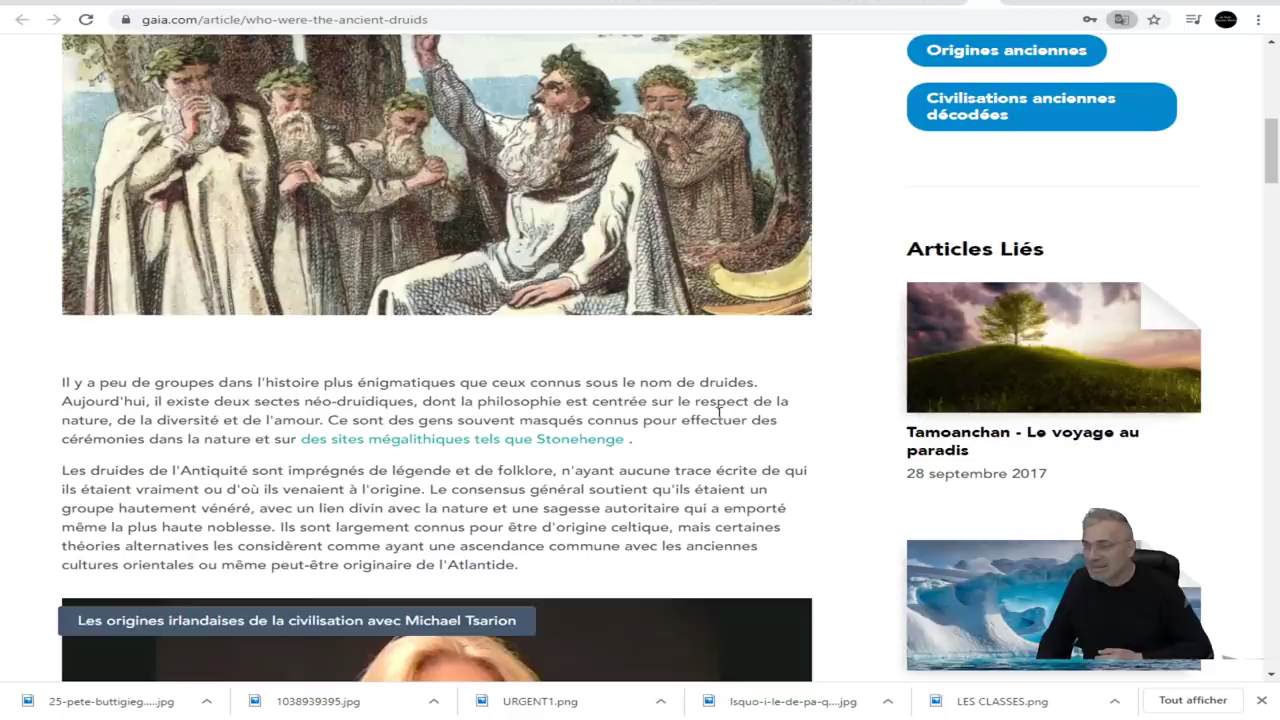 gaia.com/article/who-were-the-ancient-druids
Origines anciennes
Civilisations anciennes
décodées
Articles Liés
Tamoanchan - Le voyage au
paradis
28 septembre 2017
Il y a peu de groupes dans l'histoire plus énigmatiques que ceux connus sous le nom de druides.
Aujourd'hui, il existe deux sectes néo-druidiques, dont la philosophie est centrée sur le respect de la
nature, de la diversité et de l'amour. Ce sont des gens souvent masqués connus pour effectuer des
cérémonies dans la nature et sur des sites mégalithiques tels que Stonehenge .
Les druides de l'Antiquité sont imprégnés de légende et de folklore, n'ayant aucune trace écrite de qui
ils étaient vraiment ou d'où ils venaient à l'origine. Le consensus général soutient qu'ils étaient un
groupe hautement vénéré, avec un lien divin avec la nature et une sagesse autoritaire qui a emporté
même la plus haute noblesse. Ils sont largement connus pour être d'origine celtique, mais certaines
théories alternatives les considèrent comme ayant une ascendance commune avec les anciennes
cultures orientales ou même peut-être originaire de l'Atlantide.
Les origines irlandaises de la civilisation avec Michael Tsarion
25-pete-buttigieg.....jpg
1038939395.jpg
URGENT1.png
Isquo-i-le-de-pa-q....jpg
LES CLASSES.png
Tout afficher